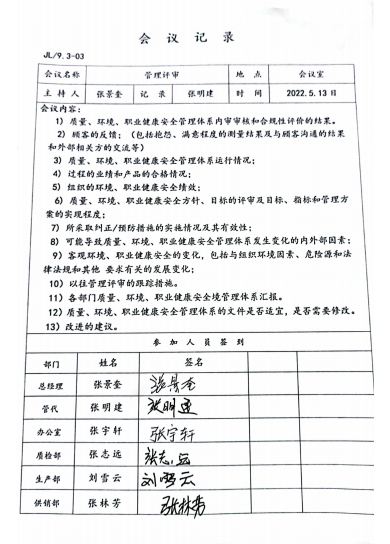 会 议 记 录
JL/9.3-03
会议名称 管理评审 地 点 会议室
主 持 人 张景奎 记 录 张明建 时 间 2022.5.13日
会议内容：
1）质量、环境、职业健康安全管理体系内审审核和合规性评价的结果
2）顾客的反馈；（包括抱怨、满意程度的测量结果及与顾客沟通的结果
和外部相关方的交流等）
3）质量、环境、职业健康安全管理体系运行情况；
4）过程的业绩和产品的合格情况；
5）组织的环境、职业健康安全绩效；
6）质量、环境、职业健康安全方针、目标的评审及目标、指标和管理方
案的实现程度；
7）所采取纠正/预防措施的实施情况及其有效性；
8）可能导致质量、环境、职业健康安全管理体系发生变化的内外部因素；
9）客观环境、职业健康安全的变化，包括与组织环境因素、危险源和法
律法规和其他 要求有关的发展变化；
10）以往管理评审的跟踪措施。
11）各部门质量、环境、职业健康安全境管理体系汇报。
12）质量、环境、职业健康安全管理体系的文件是否适宜，是否需要修改。
13）改进的建议。
参 加 人 员 签 到
部门 姓名 签名
总经理 张景奎 张景奎
管代 张明建 张明建
办公室 张宇轩 张宇轩
质检部 张志远 张志远
生产部 刘雪云 刘雪云
供销部 张林芳 张林芳